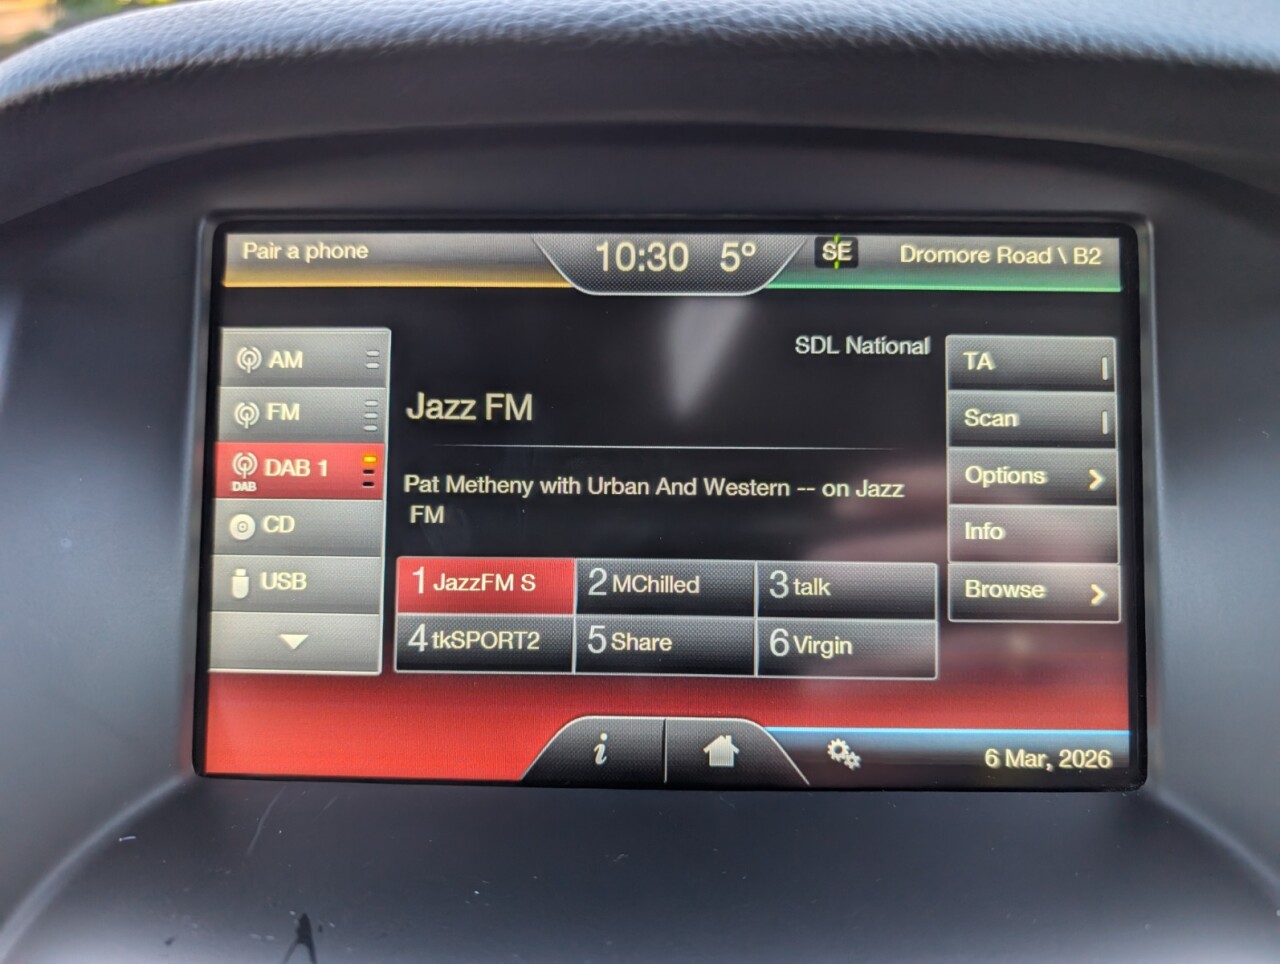 Pair a phone
10:30 5°
SE
Dromore Road \ B2
SDL National
AM
FM
DAB 1
DAB
CD
USB
Jazz FM
Pat Metheny with Urban And Western -- on Jazz
FM
1 JazzFM S
2 MChilled
3 talk
4 tkSPORT2
5 Share
6 Virgin
TA
Scan
Options
Info
Browse
i
6 Mar, 2026